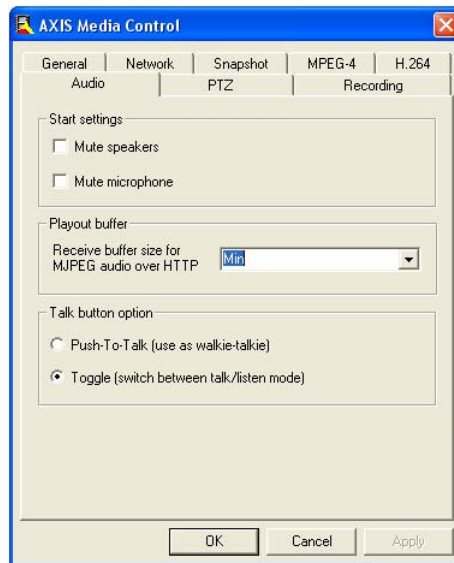 AXIS Media Control
General Network Snapshot MPEG-4 H.264
Audio PTZ Recording
Start settings
Mute speakers
Mute microphone
Playout buffer
Receive buffer size for
MJPEG audio over HTTP
Min
Talk button option
Push-To-Talk (use as walkie-talkie)
Toggle (switch between talk/listen mode)
OK Cancel Apply